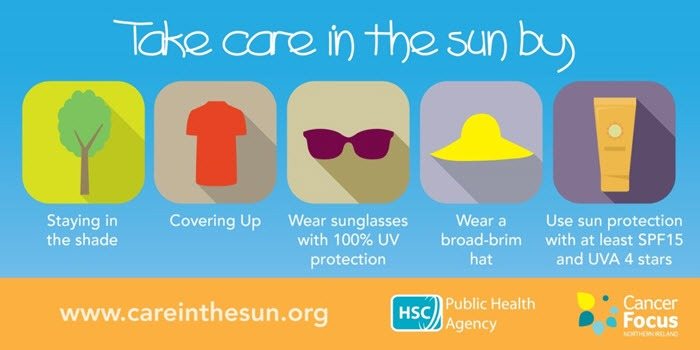 Take care in the sun by
Staying in
the shade
Covering Up
Wear sunglasses
with 100% UV
protection
Wear a
broad-brim
hat
Use sun protection
with at least SPF15
and UVA 4 stars
www.careinthesun.org
HSC
Public Health
Agency
Cancer
Focus
NORTHERN IRELAND